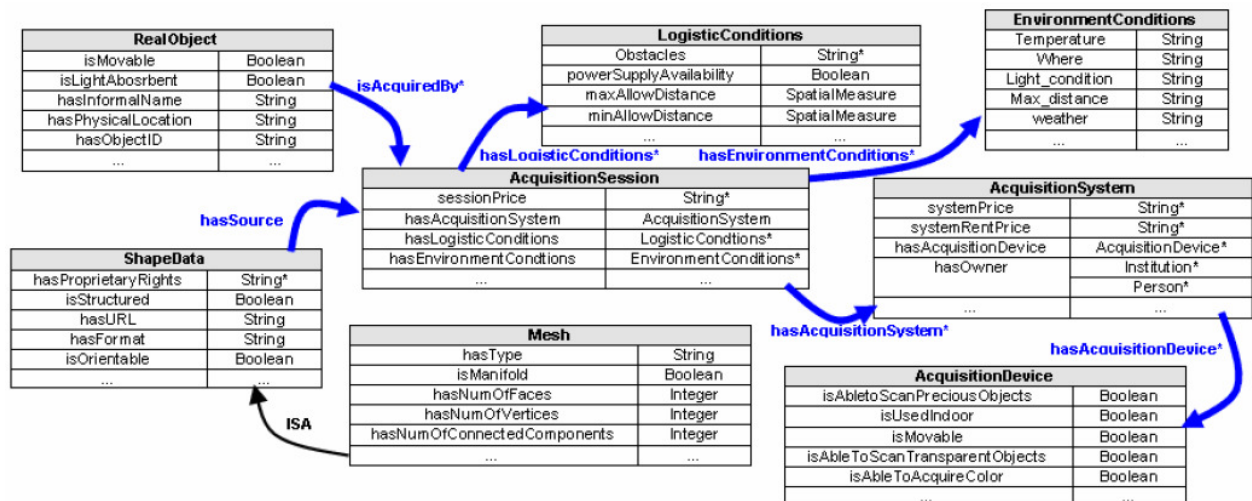 RealObject
isMovable Boolean
isLightAbosrbent Boolean
hasInformalName String
hasPhysicalLocation String
hasObjectID String
... ...
isAcquiredBy*
LogisticConditions
Obstacles String*
powerSupplyAvailability Boolean
maxAllowDistance SpatialMeasure
minAllowDistance SpatialMeasure
... ...
EnvironmentConditions
Temperature String
Where String
Light_condition String
Max_distance String
weather String
... ...
hasLogisticConditions*
hasEnvironmentConditions*
AcquisitionSession
sessionPrice String*
hasAcquisitionSystem AcquisitionSystem
hasLogisticConditions LogisticCondtions*
hasEnvironmentCondtions EnvironmentConditions*
... ...
AcquisitionSystem
systemPrice String*
systemRentPrice String*
hasAcquisitionDevice AcquisitionDevice*
hasOwner Institution*
Person*
... ...
hasSource
ShapeData
hasProprietaryRights String*
isStructured Boolean
hasURL String
hasFormat String
isOrientable Boolean
... ...
ISA
Mesh
hasType String
isManifold Boolean
hasNumOfFaces Integer
hasNumOfVertices Integer
hasNumOfConnectedComponents Integer
... ...
hasAcquisitionSystem*
hasAcquisitionDevice*
AcquisitionDevice
isAbletoScanPreciousObjects Boolean
isUsedIndoor Boolean
isMovable Boolean
isAbleToScanTransparentObjects Boolean
isAbleToAcquireColor Boolean
... ...